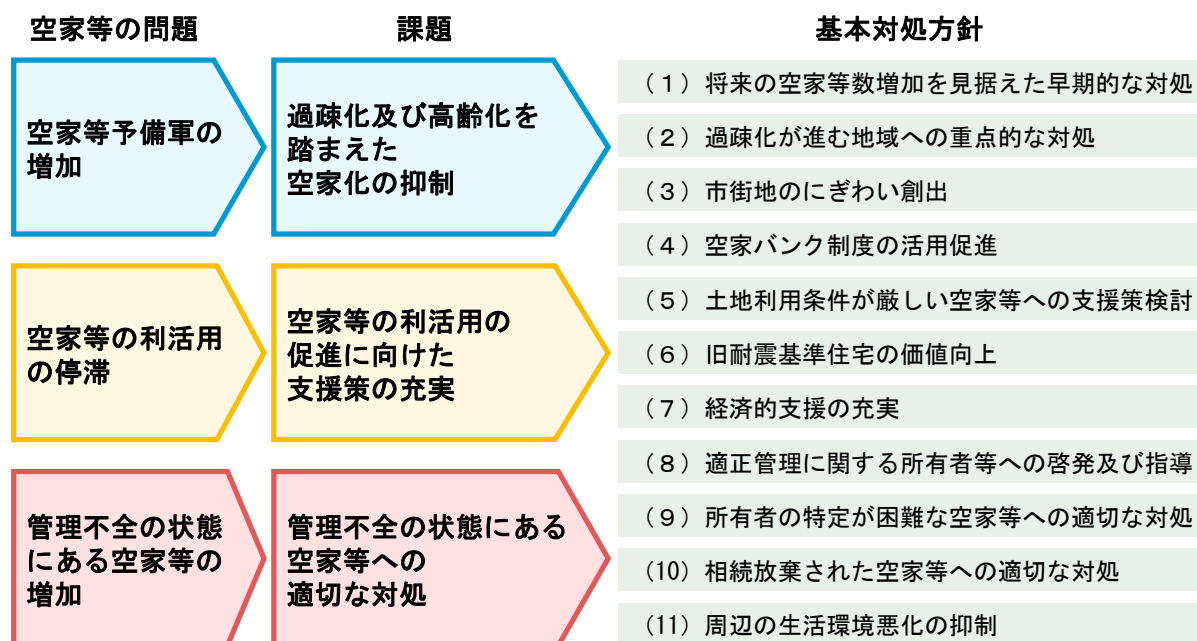 空家等の問題
課題
基本対処方針
空家等予備軍の
増加
過疎化及び高齢化を
踏まえた
空家化の抑制
空家等の利活用
の停滞
空家等の利活用の
促進に向けた
支援策の充実
管理不全の状態
にある空家等の
増加
管理不全の状態にある
空家等への
適切な対処
（１）将来の空家等数増加を見据えた早期的な対処
（２）過疎化が進む地域への重点的な対処
（３）市街地のにぎわい創出
（４）空家バンク制度の活用促進
（５）土地利用条件が厳しい空家等への支援策検討
（６）旧耐震基準住宅の価値向上
（７）経済的支援の充実
（８）適正管理に関する所有者等への啓発及び指導
（９）所有者の特定が困難な空家等への適切な対処
（10）相続放棄された空家等への適切な対処
（11）周辺の生活環境悪化の抑制